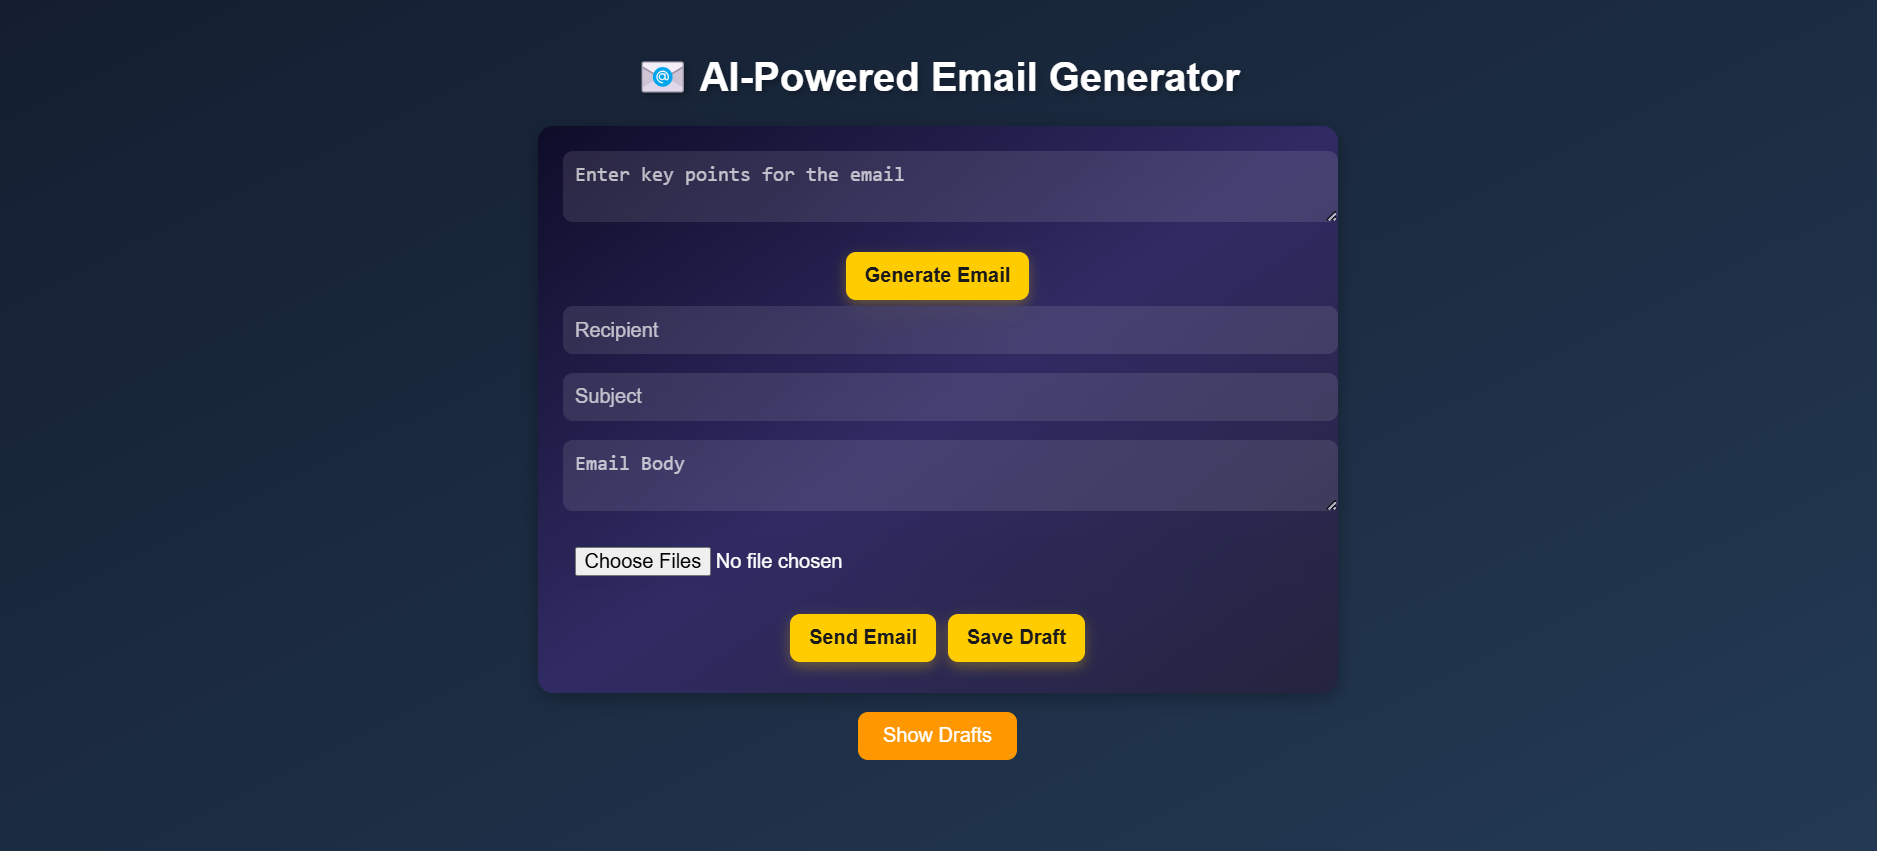 AI-Powered Email Generator
Enter key points for the email
Generate Email
Recipient
Subject
Email Body
Choose Files No file chosen
Send Email Save Draft
Show Drafts